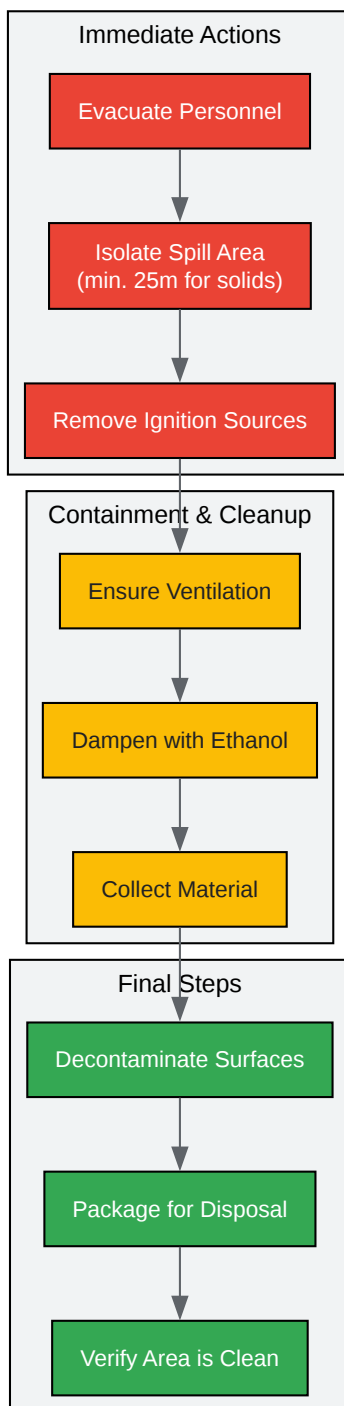 Immediate Actions
Evacuate Personnel
Isolate Spill Area
(min. 25m for solids)
Remove Ignition Sources
Containment & Cleanup
Ensure Ventilation
Dampen with Ethanol
Collect Material
Final Steps
Decontaminate Surfaces
Package for Disposal
Verify Area is Clean